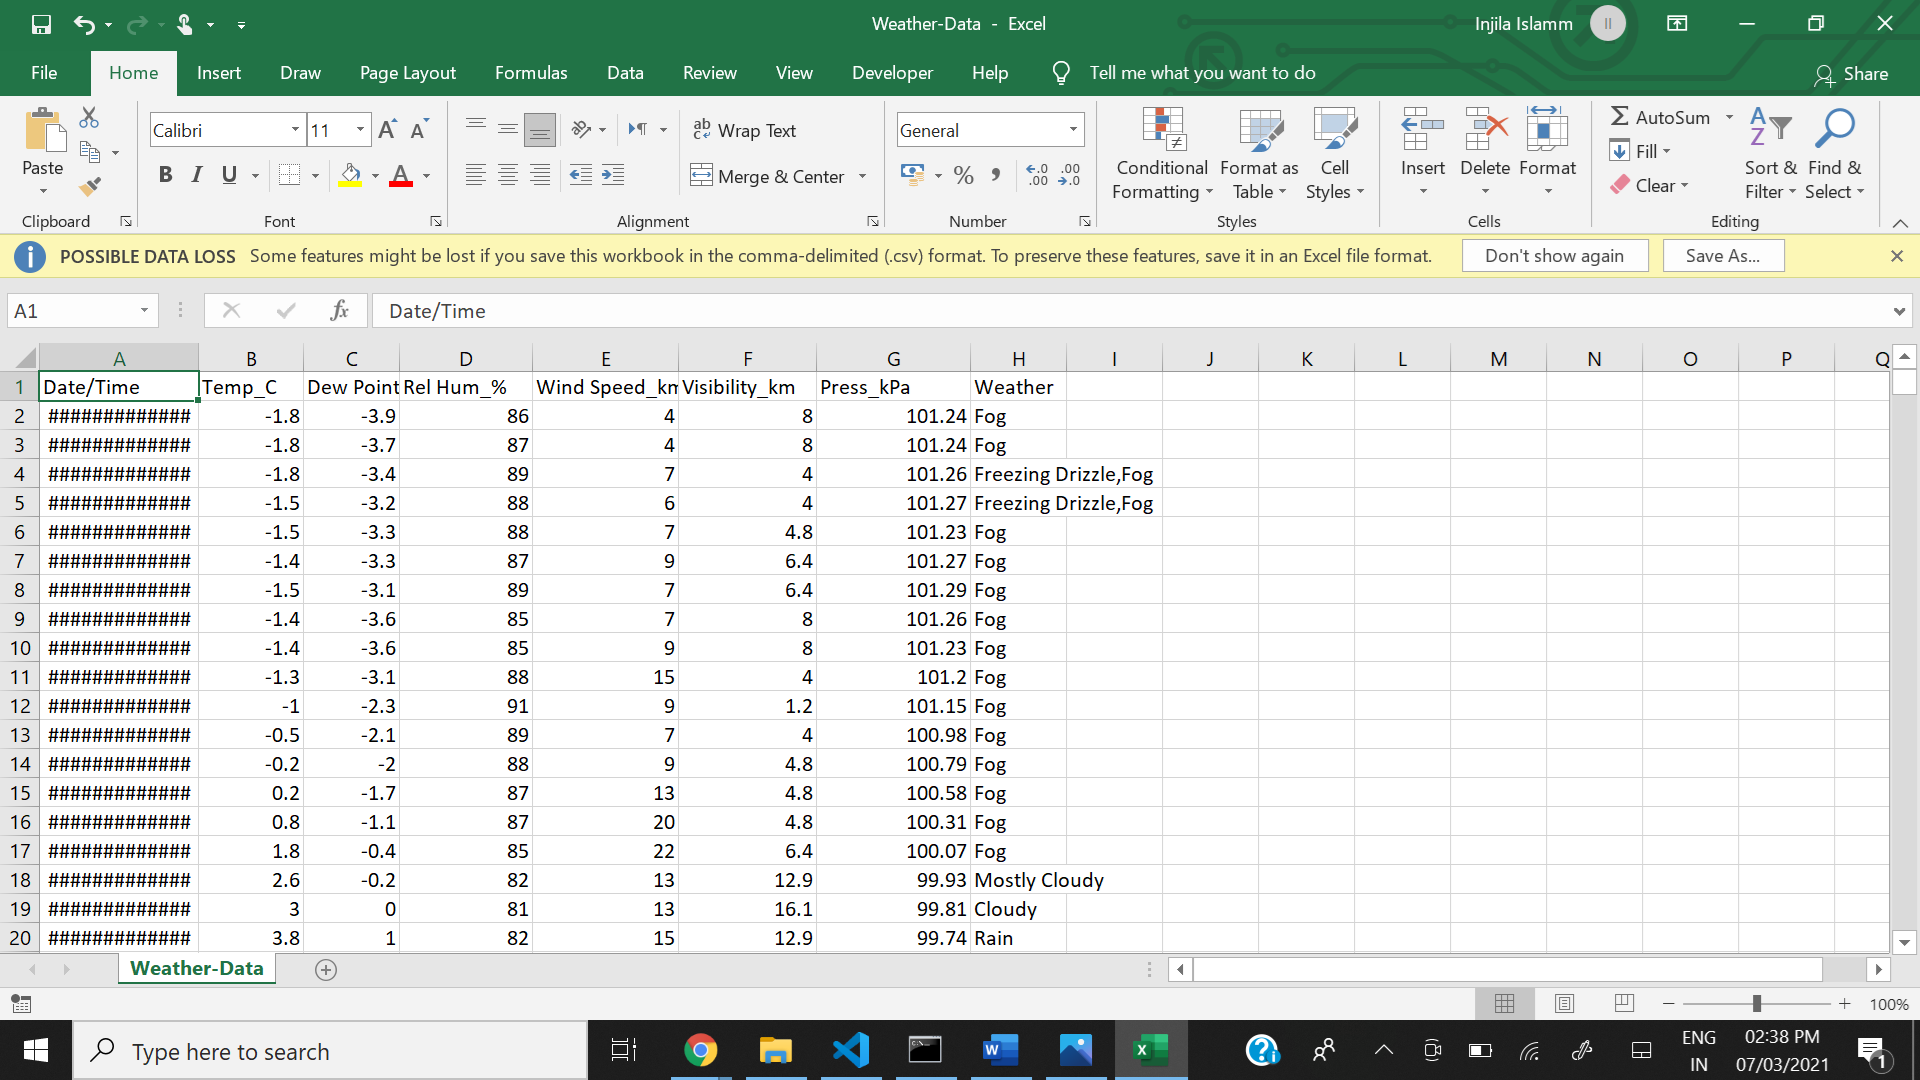 Weather-Data - Excel
Injila Islamm
II
File Home Insert Draw Page Layout Formulas Data Review View Developer Help Tell me what you want to do Share
Paste
Clipboard
Calibri 11 A A
B I U A
Font
ab Wrap Text
Merge & Center
Alignment
General
% , .00 .00
Number
Conditional Formatting
Format as Table
Cell Styles
Styles
Insert Delete Format
Cells
AutoSum
Fill
Clear
Sort & Filter
Find & Select
Editing
POSSIBLE DATA LOSS Some features might be lost if you save this workbook in the comma-delimited (.csv) format. To preserve these features, save it in an Excel file format. Don't show again Save As...
A1 fx Date/Time
A B C D E F G H I J K L M N O P Q
1 Date/Time Temp_C Dew Point Rel Hum_% Wind Speed_km Visibility_km Press_kPa Weather
2 ############# -1.8 -3.9 86 4 8 101.24 Fog
3 ############# -1.8 -3.7 87 4 8 101.24 Fog
4 ############# -1.8 -3.4 89 7 4 101.26 Freezing Drizzle,Fog
5 ############# -1.5 -3.2 88 6 4 101.27 Freezing Drizzle,Fog
6 ############# -1.5 -3.3 88 7 4.8 101.23 Fog
7 ############# -1.4 -3.3 87 9 6.4 101.27 Fog
8 ############# -1.5 -3.1 89 7 6.4 101.29 Fog
9 ############# -1.4 -3.6 85 7 8 101.26 Fog
10 ############# -1.4 -3.6 85 9 8 101.23 Fog
11 ############# -1.3 -3.1 88 15 4 101.2 Fog
12 ############# -1 -2.3 91 9 1.2 101.15 Fog
13 ############# -0.5 -2.1 89 7 4 100.98 Fog
14 ############# -0.2 -2 88 9 4.8 100.79 Fog
15 ############# 0.2 -1.7 87 13 4.8 100.58 Fog
16 ############# 0.8 -1.1 87 20 4.8 100.31 Fog
17 ############# 1.8 -0.4 85 22 6.4 100.07 Fog
18 ############# 2.6 -0.2 82 13 12.9 99.93 Mostly Cloudy
19 ############# 3 0 81 13 16.1 99.81 Cloudy
20 ############# 3.8 1 82 15 12.9 99.74 Rain
Weather-Data
100%
Type here to search
ENG
IN
02:38 PM
07/03/2021
1